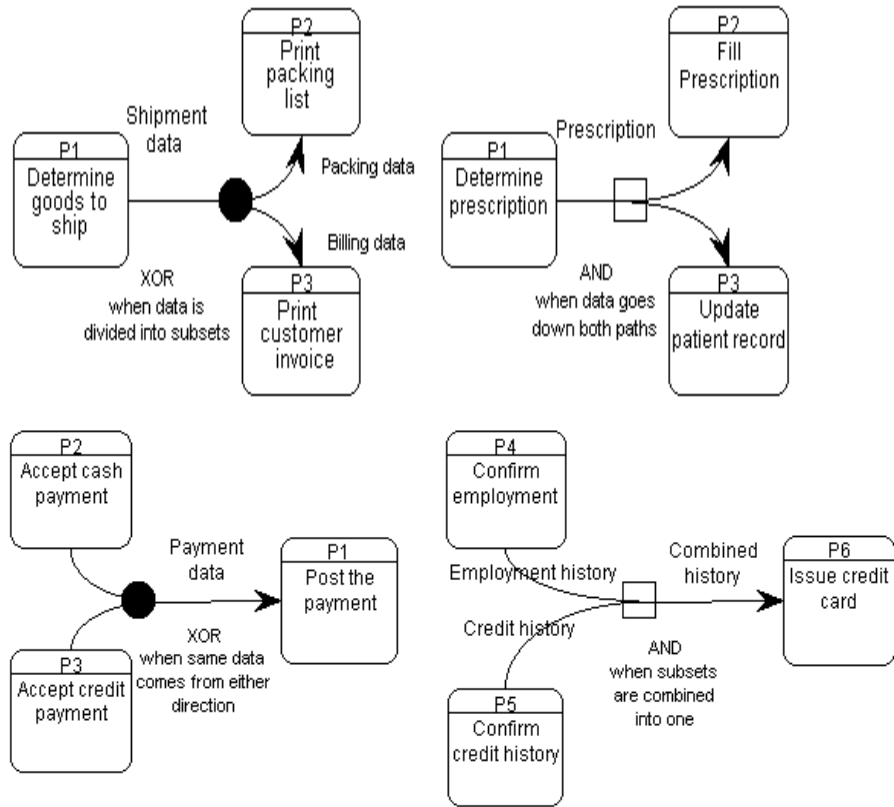 P2
Print
packing
list
Shipment
data
P1
Determine
goods to
ship
Packing data
Billing data
XOR
when data is
divided into subsets
P3
Print
customer
invoice
P2
Fill
Prescription
Prescription
P1
Determine
prescription
AND
when data goes
down both paths
P3
Update
patient record
P2
Accept cash
payment
Payment
data
P1
Post the
payment
XOR
when same data
comes from either
direction
P3
Accept credit
payment
P4
Confirm
employment
Employment history
Credit history
Combined
history
P6
Issue credit
card
AND
when subsets
are combined
into one
P5
Confirm
credit history